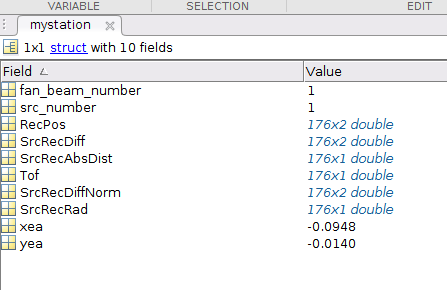 VARIABLE SELECTION EDIT
mystation
1x1 struct with 10 fields
Field Value
fan_beam_number 1
src_number 1
RecPos 176x2 double
SrcRecDiff 176x2 double
SrcRecAbsDist 176x1 double
Tof 176x1 double
SrcRecDiffNorm 176x2 double
SrcRecRad 176x1 double
xea -0.0948
yea -0.0140